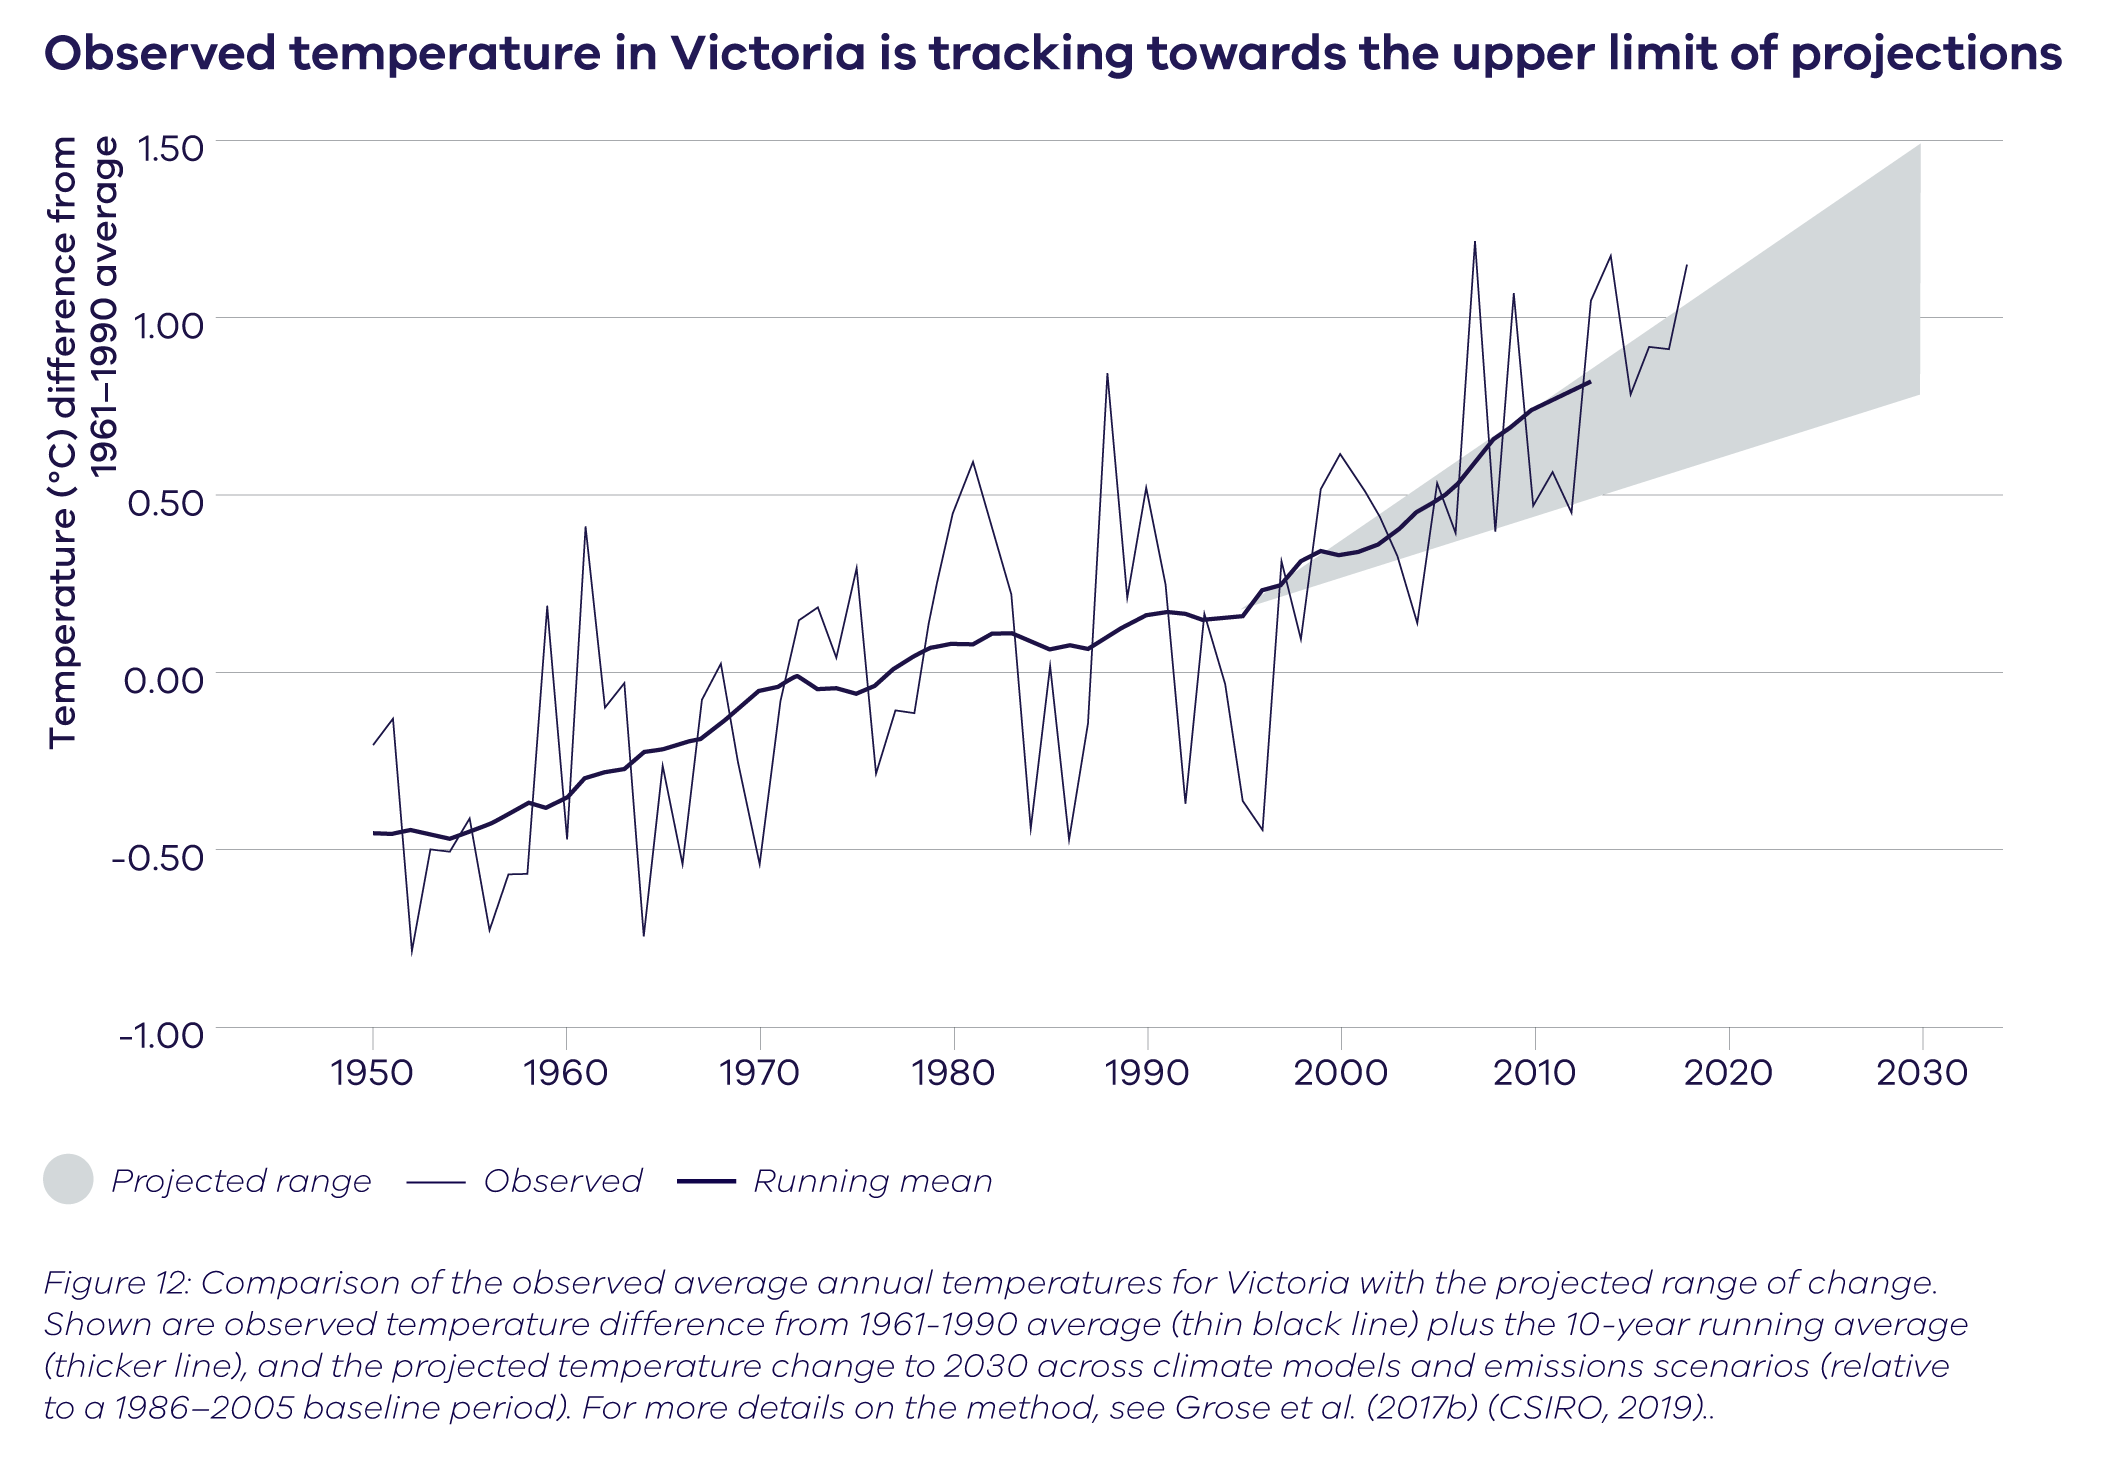 Observed temperature in Victoria is tracking towards the upper limit of projections
Temperature (°C) difference from
1961–1990 average
1.50
1.00
0.50
0.00
-0.50
-1.00
1950 1960 1970 1980 1990 2000 2010 2020 2030
Projected range Observed Running mean
Figure 12: Comparison of the observed average annual temperatures for Victoria with the projected range of change.
Shown are observed temperature difference from 1961-1990 average (thin black line) plus the 10-year running average
(thicker line), and the projected temperature change to 2030 across climate models and emissions scenarios (relative
to a 1986–2005 baseline period). For more details on the method, see Grose et al. (2017b) (CSIRO, 2019)..